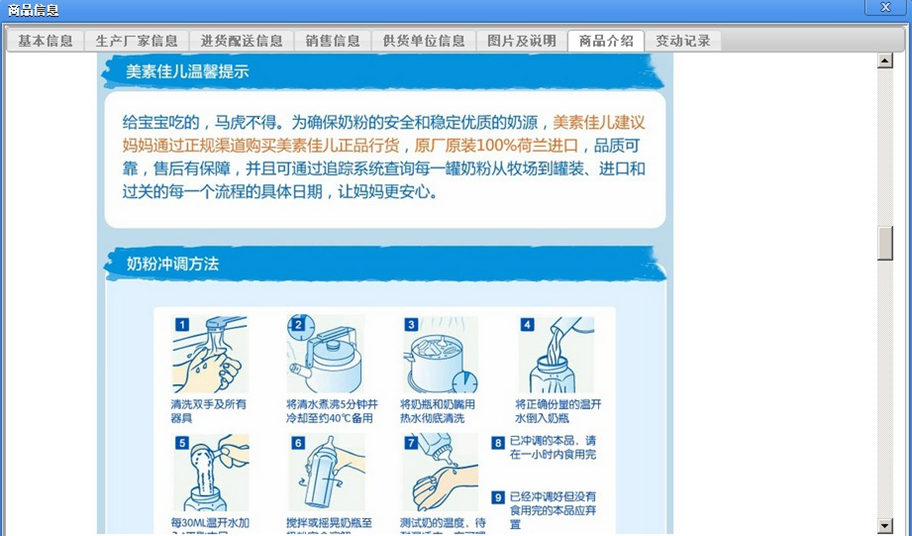 商品信息
基本信息 生产厂家信息 进货配送信息 销售信息 供货单位信息 图片及说明 商品介绍 变动记录
美素佳儿温馨提示
给宝宝吃的，马虎不得。为确保奶粉的安全和稳定优质的奶源，美素佳儿建议
妈妈通过正规渠道购买美素佳儿正品行货，原厂原装100%荷兰进口，品质可
靠，售后有保障，并且可通过追踪系统查询每一罐奶粉从牧场到罐装、进口和
过关的每一个流程的具体日期，让妈妈更安心。
奶粉冲调方法
1
清洗双手及所有
器具
2
将清水煮沸5分钟并
冷却至约40℃备用
3
将奶瓶和奶嘴用
热水彻底清洗
4
将正确份量的温开
水倒入奶瓶
5
每30ML温开水加
6
搅拌或摇晃奶瓶至
7
测试奶的温度，待
8 已冲调的本品，请
在一小时内食用完
9 已经冲调好但没有
食用完的本品应弃
置